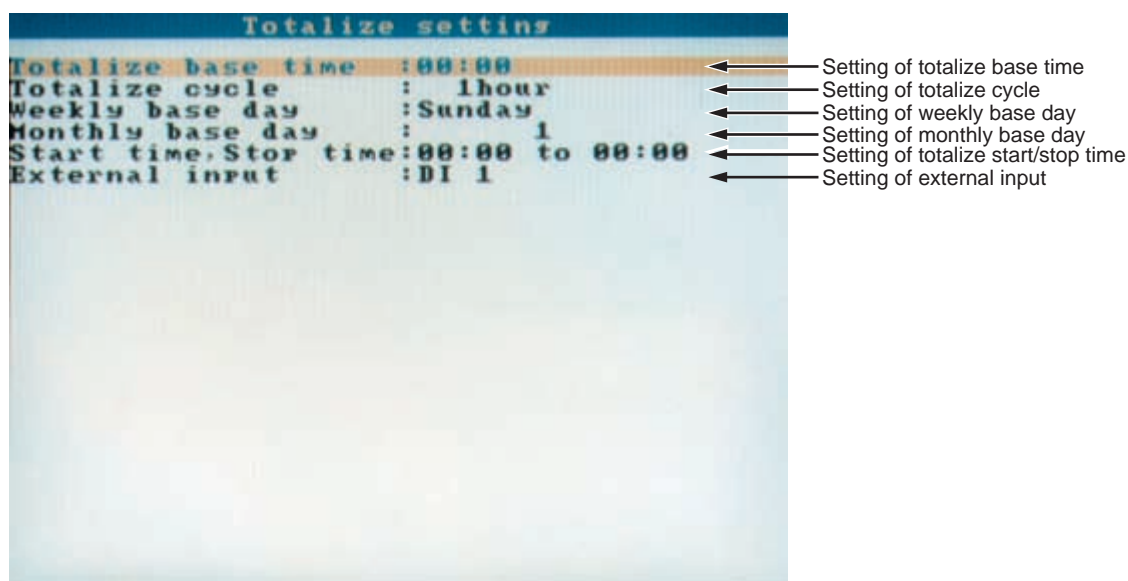 Totalize setting
Totalize base time :00:00
Setting of totalize base time
Totalize cycle : 1hour
Setting of totalize cycle
Weekly base day :Sunday
Setting of weekly base day
Monthly base day : 1
Setting of monthly base day
Start time,Stop time:00:00 to 00:00
Setting of totalize start/stop time
External input :DI 1
Setting of external input